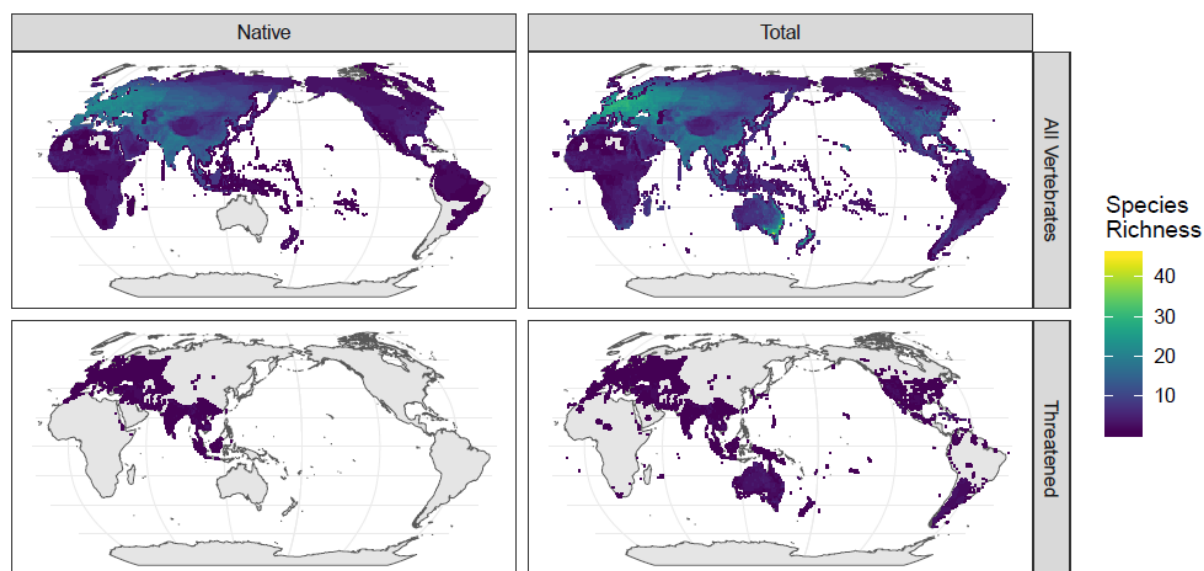 Native
Total
All Vertebrates
Threatened
Species
Richness
40
30
20
10